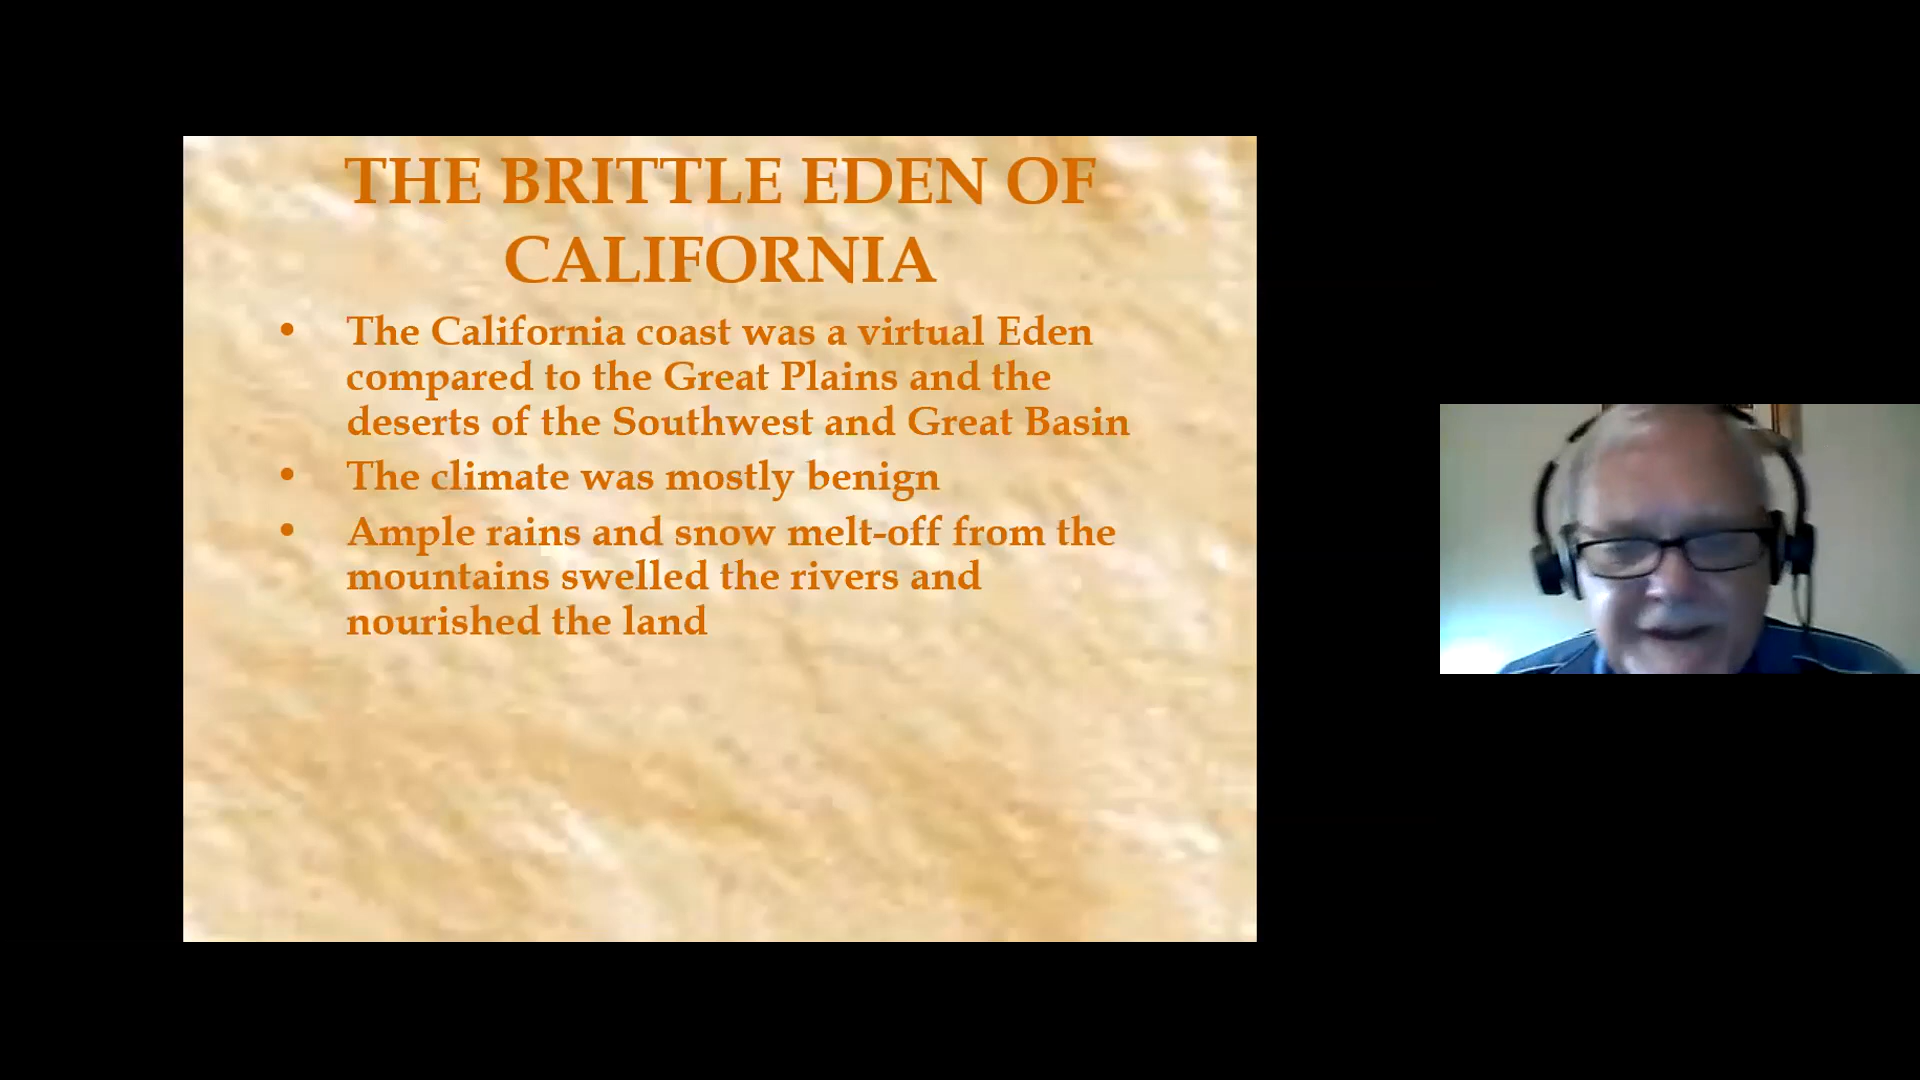 THE BRITTLE EDEN OF
CALIFORNIA
• The California coast was a virtual Eden
compared to the Great Plains and the
deserts of the Southwest and Great Basin
• The climate was mostly benign
• Ample rains and snow melt-off from the
mountains swelled the rivers and
nourished the land